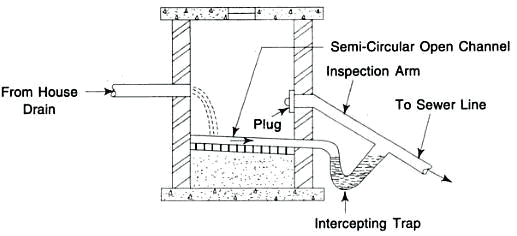 Semi-Circular Open Channel
Inspection Arm
From House
Drain
To Sewer Line
Plug
Intercepting Trap